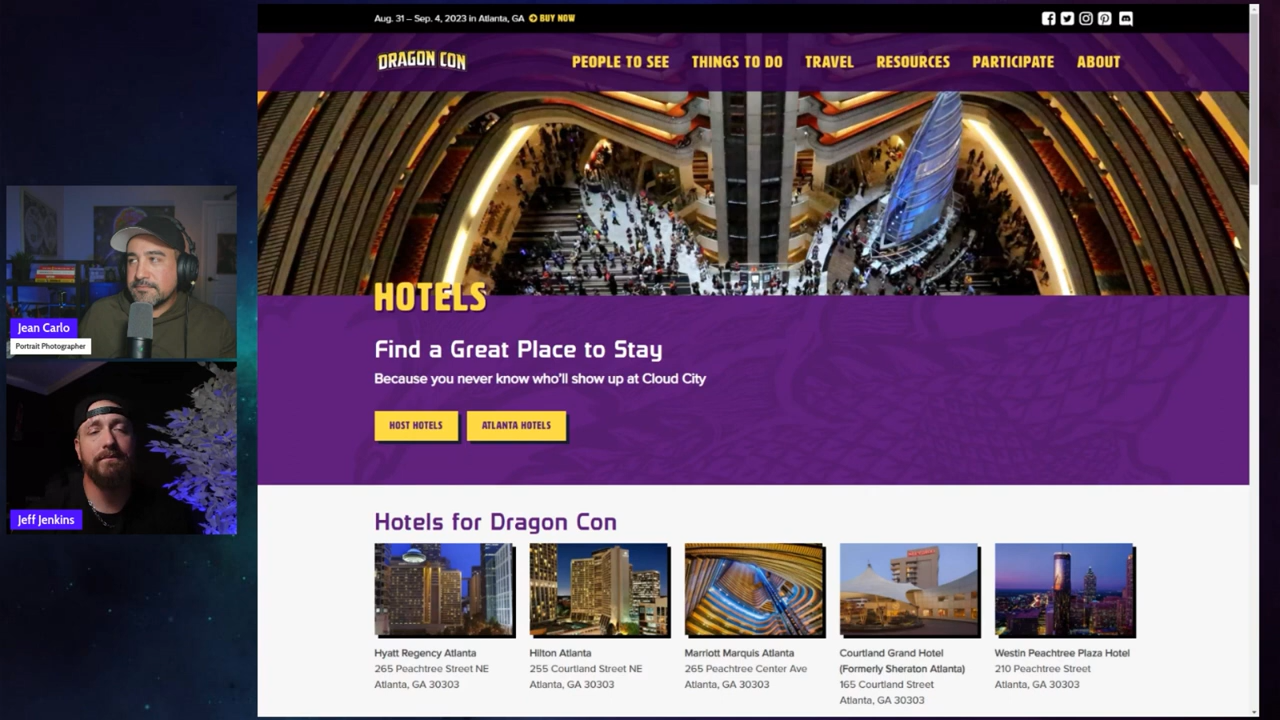 Aug. 31 – Sep. 4, 2023 in Atlanta, GA BUY NOW
DRAGON CON
PEOPLE TO SEE THINGS TO DO TRAVEL RESOURCES PARTICIPATE ABOUT
HOTELS
Find a Great Place to Stay
Because you never know who'll show up at Cloud City
HOST HOTELS ATLANTA HOTELS
Jean Carlo
Portrait Photographer
Jeff Jenkins
Hotels for Dragon Con
Hyatt Regency Atlanta
265 Peachtree Street NE
Atlanta, GA 30303
Hilton Atlanta
255 Courtland Street NE
Atlanta, GA 30303
Marriott Marquis Atlanta
265 Peachtree Center Ave
Atlanta, GA 30303
Courtland Grand Hotel
(Formerly Sheraton Atlanta)
165 Courtland Street
Atlanta, GA 30303
Westin Peachtree Plaza Hotel
210 Peachtree Street
Atlanta, GA 30303